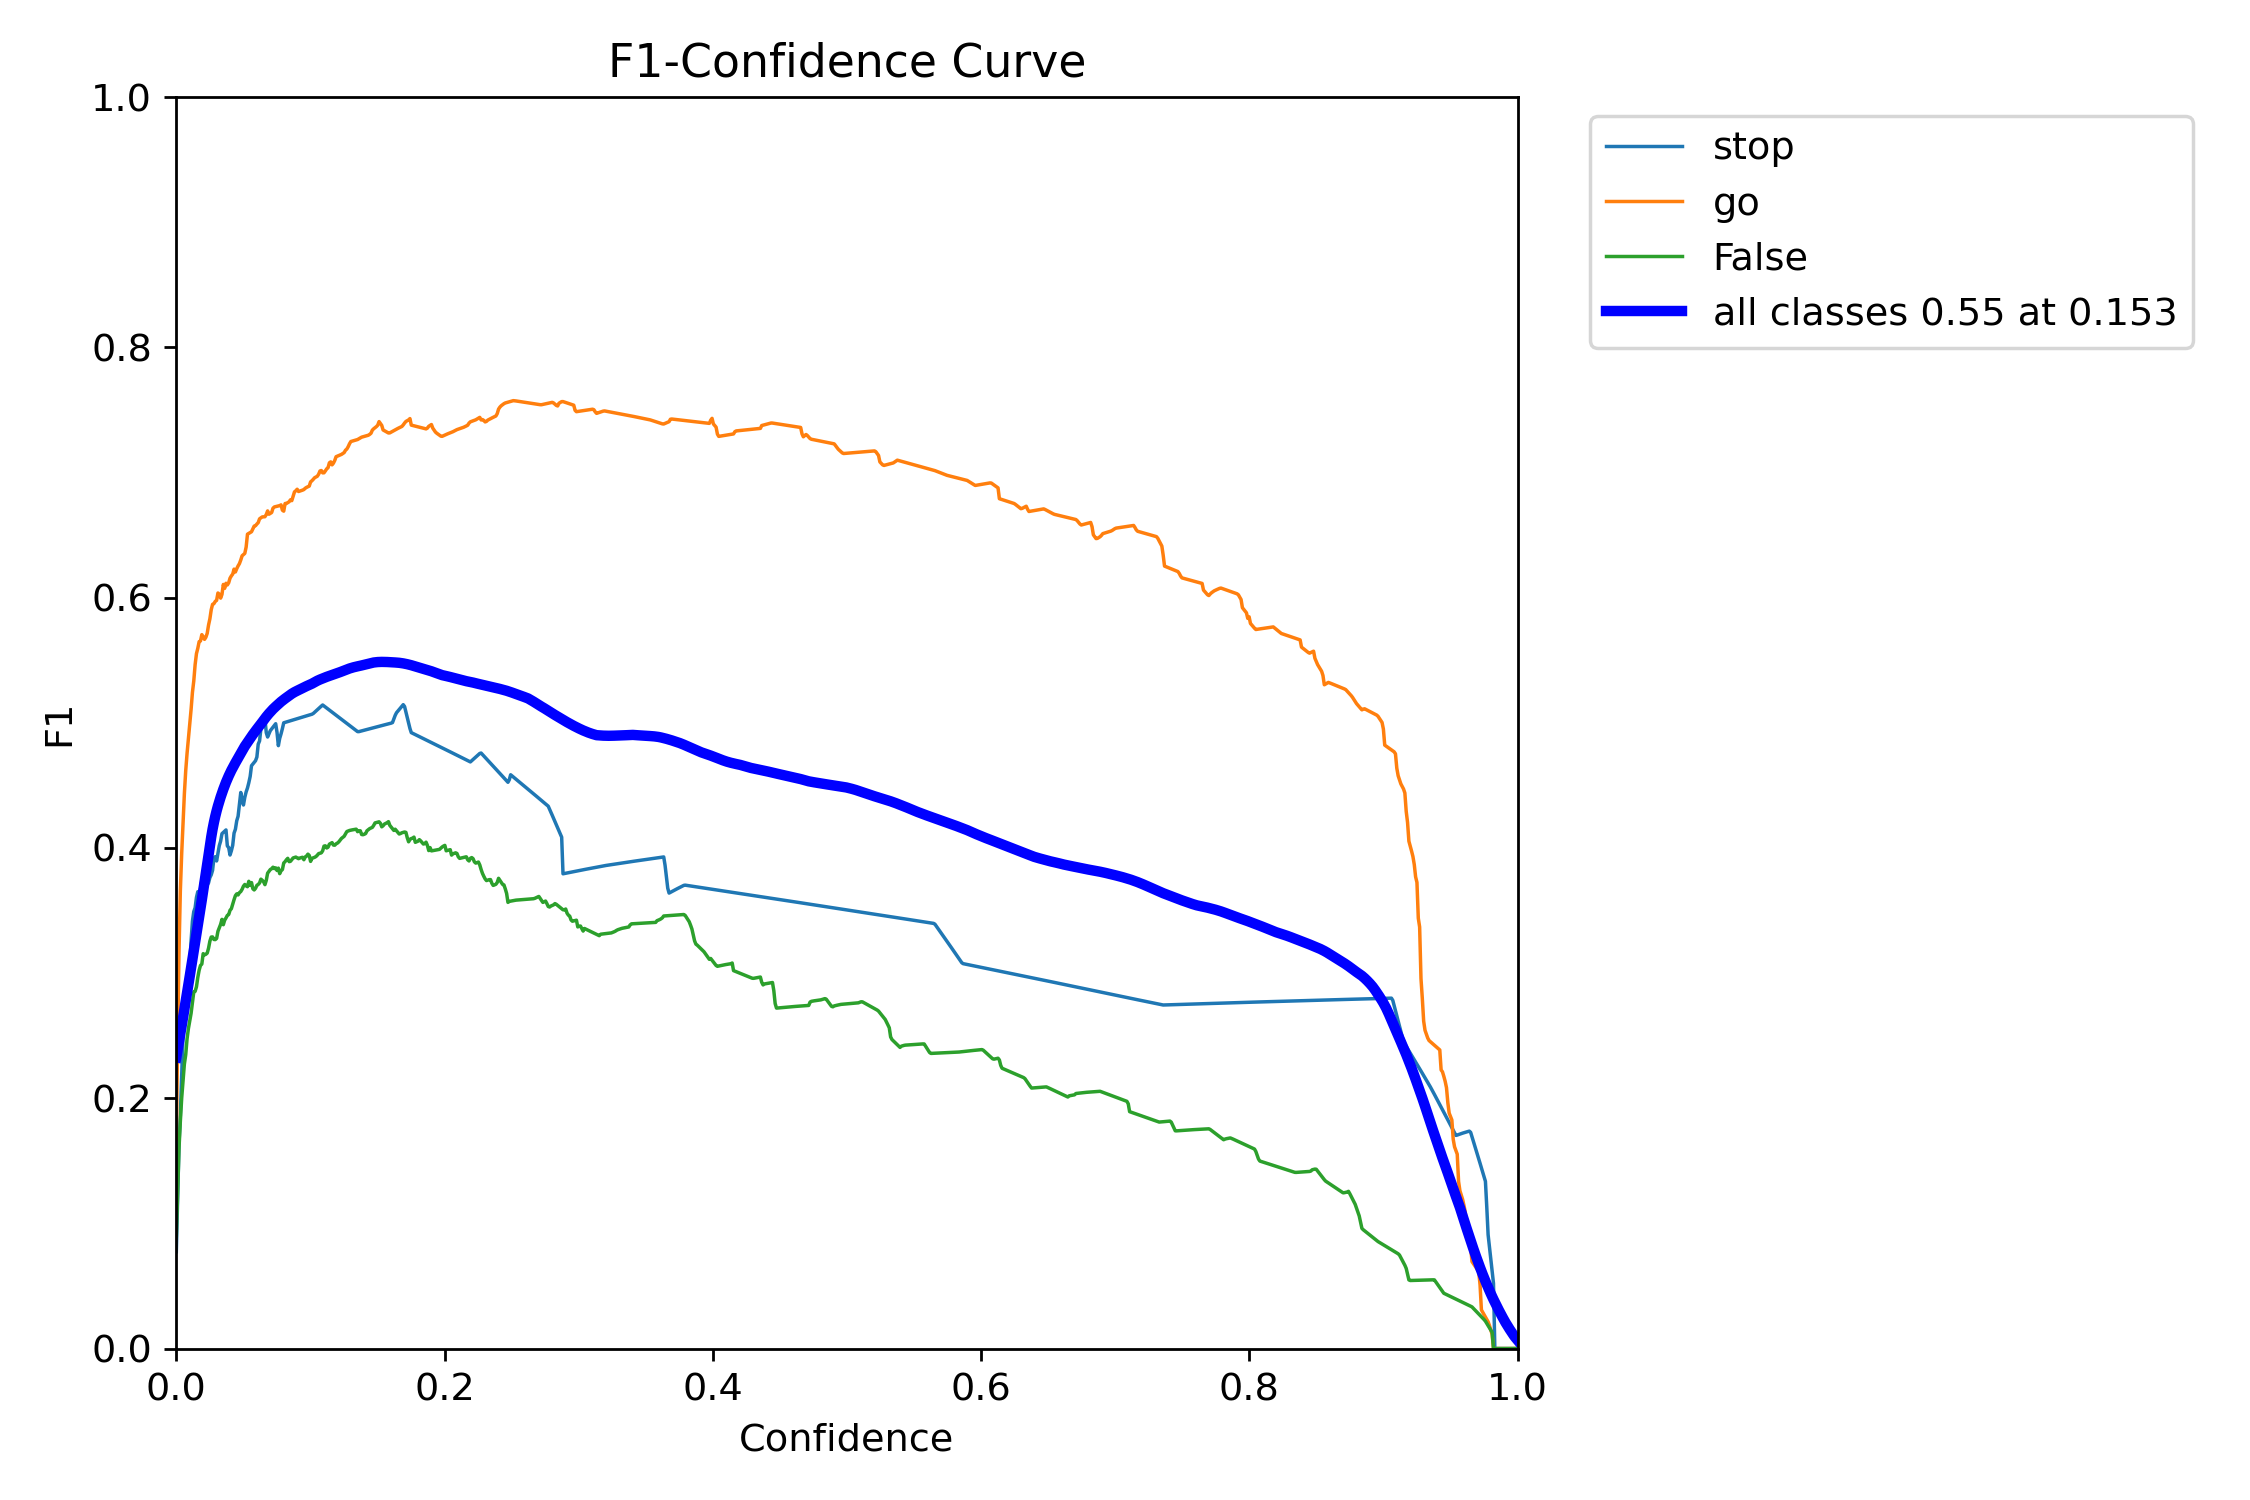 F1-Confidence Curve
1.0
0.8
0.6
0.4
0.2
0.0
F1
0.0 0.2 0.4 0.6 0.8 1.0
Confidence
stop
go
False
all classes 0.55 at 0.153